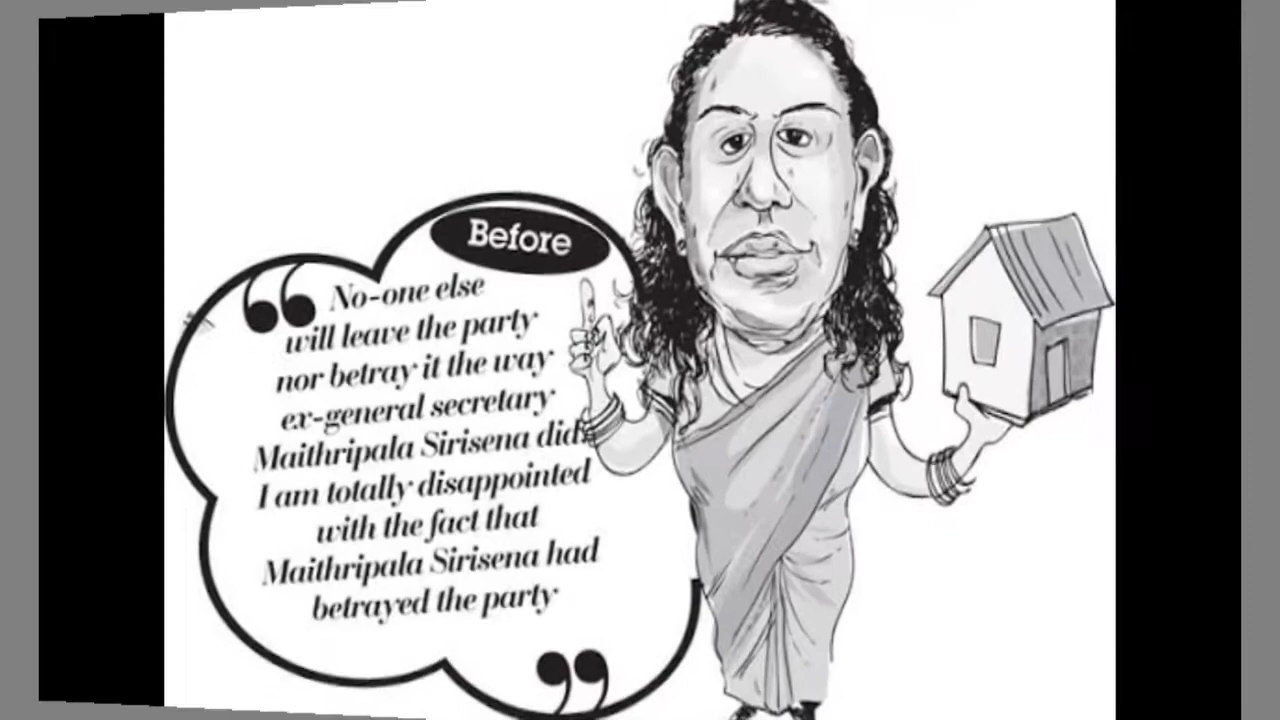 Before
“ No-one else
will leave the party
nor betray it the way
ex-general secretary
Maithripala Sirisena did.
I am totally disappointed
with the fact that
Maithripala Sirisena had
betrayed the party
”